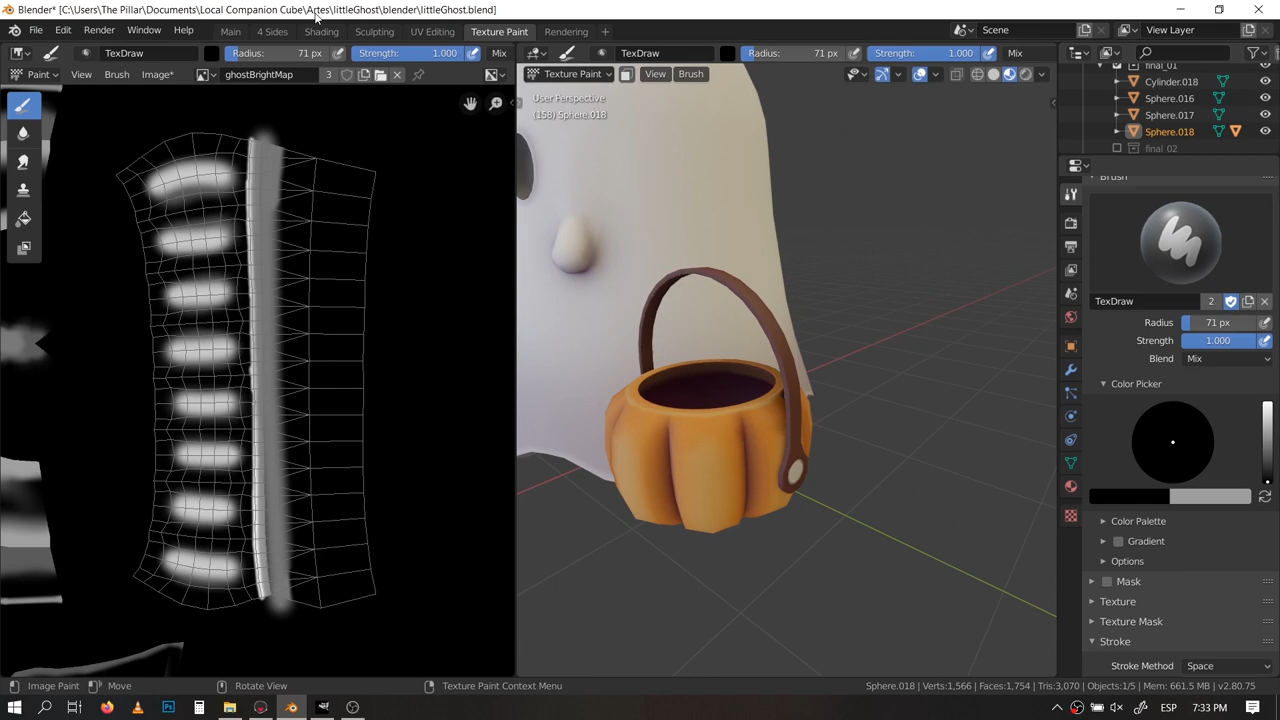 Blender* [C:\Users\The Pillar\Documents\Local Companion Cube\Artes\littleGhost\blender\littleGhost.blend]
File Edit Render Window Help Main 4 Sides Shading Sculpting UV Editing Texture Paint Rendering + Scene View Layer
TexDraw Radius: 71 px Strength: 1.000 Mix TexDraw Radius: 71 px Strength: 1.000 Mix
Paint View Brush Image* ghostBrightMap 3 Texture Paint View Brush
final_01
Cylinder.018
Sphere.016
Sphere.017
Sphere.018
final_02
User Perspective
(158) Sphere.018
Brush
TexDraw 2
Radius 71 px
Strength 1.000
Blend Mix
Color Picker
Color Palette
Gradient
Options
Mask
Texture
Texture Mask
Stroke
Stroke Method Space
Image Paint Move Rotate View Texture Paint Context Menu Sphere.018 | Verts:1,566 | Faces:1,754 | Tris:3,070 | Objects:1/5 | Mem: 661.5 MB | v2.80.75
ESP 7:33 PM